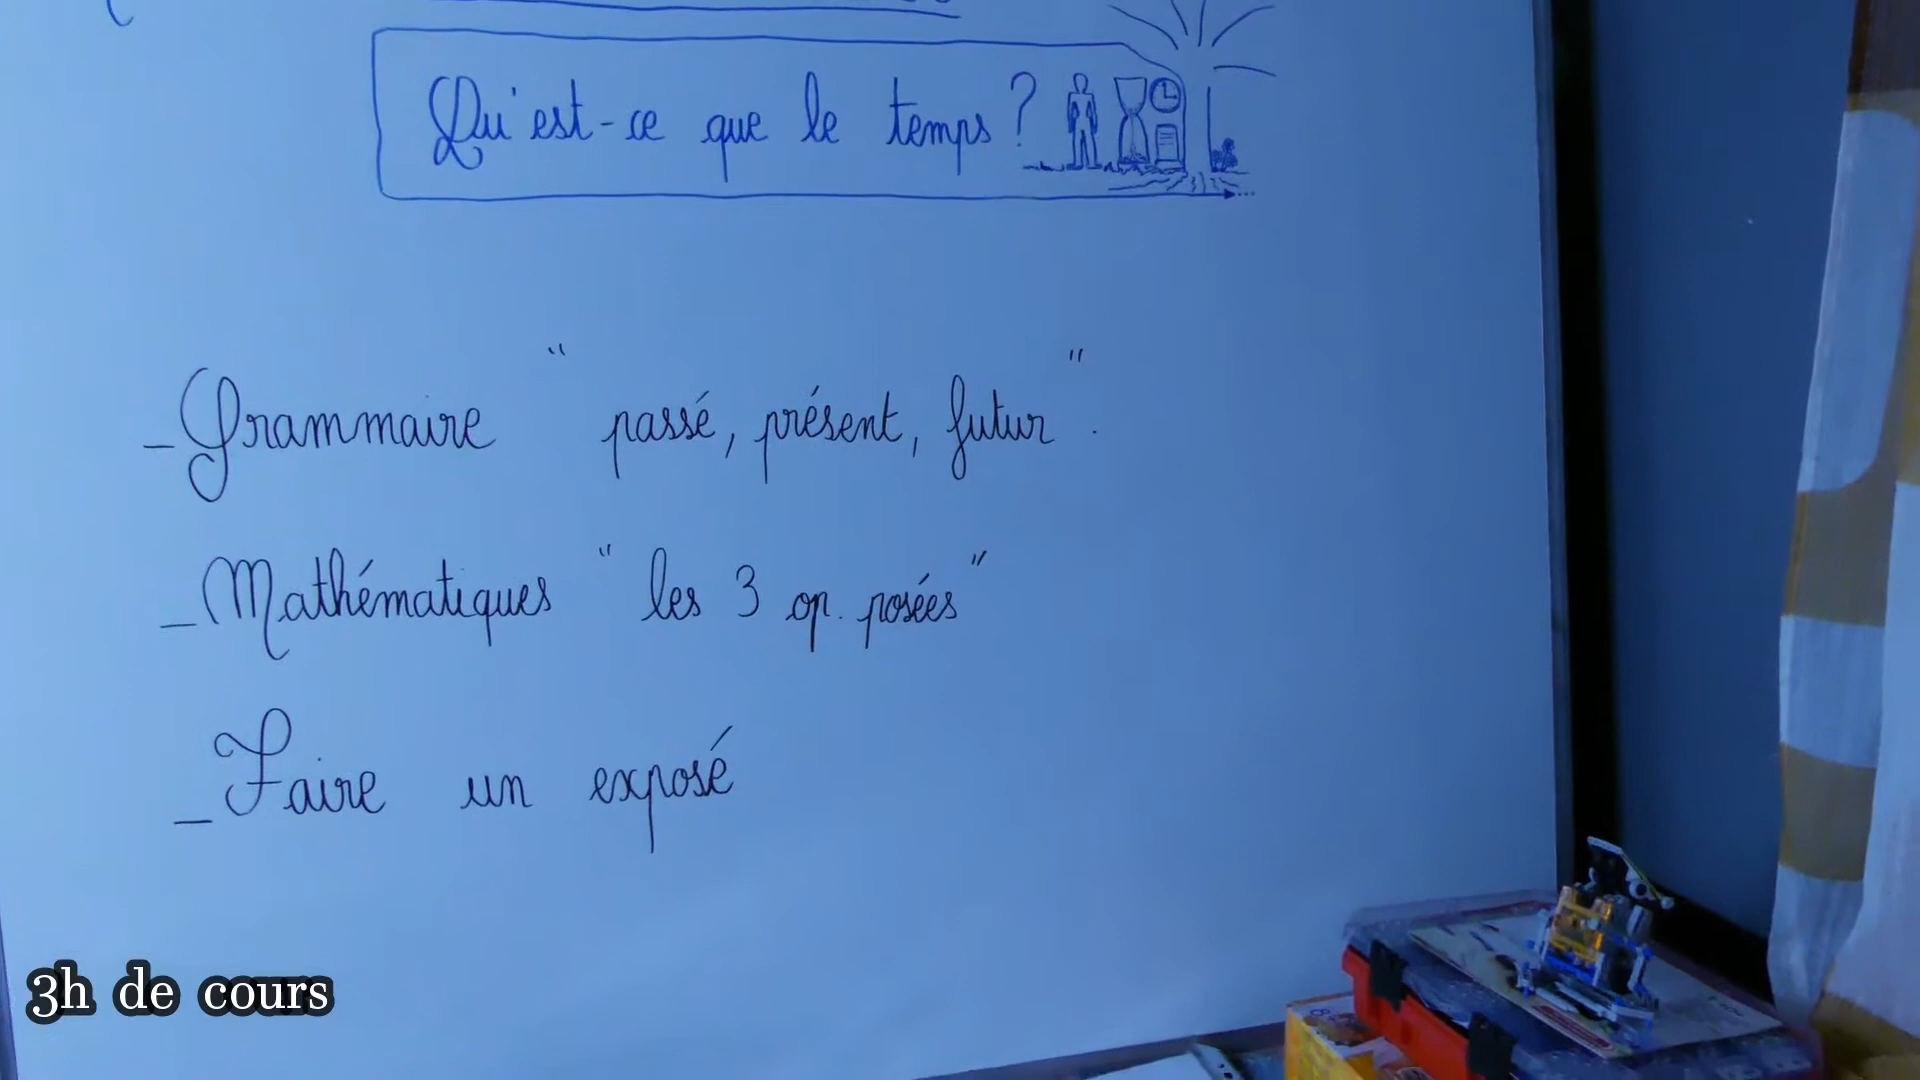 Qu'est-ce que le temps ?
_Grammaire " passé, présent, futur ".
_Mathématiques " les 3 op. posées "
_Faire un exposé
3h de cours